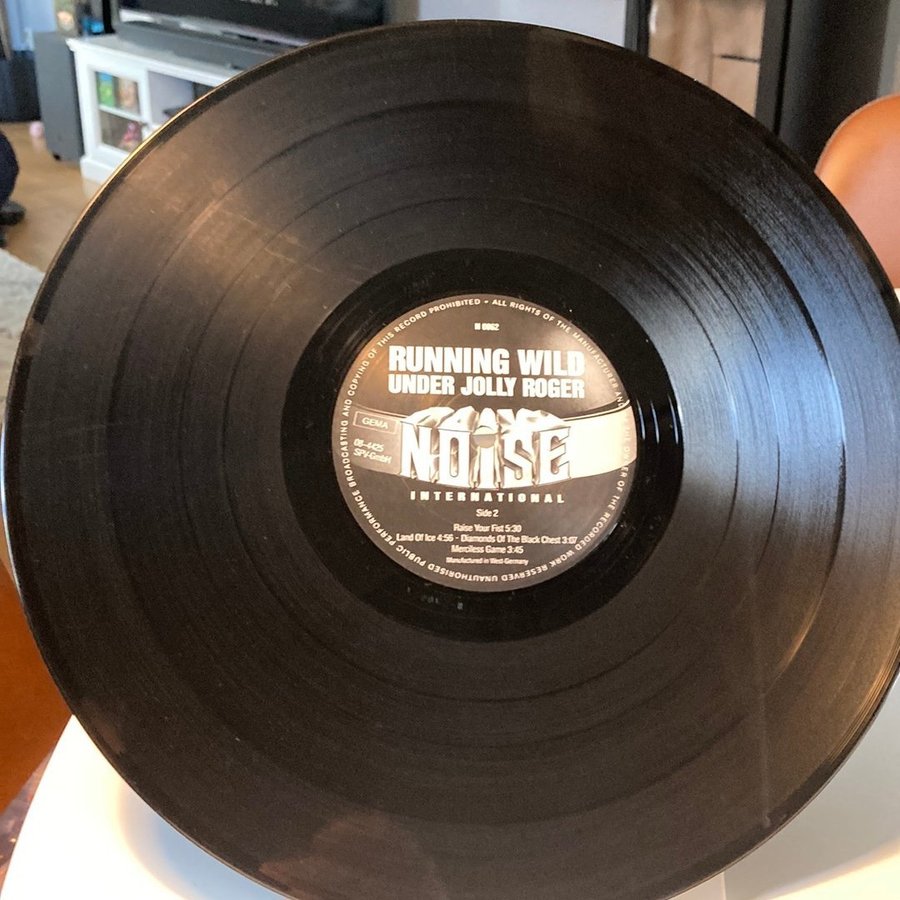 N 0062
RUNNING WILD
UNDER JOLLY ROGER
GEMA
08-4425
SPV-GmbH
NOISE
INTERNATIONAL
Side 2
Raise Your Fist 5:30
Land Of Ice 4:56 - Diamonds Of The Black Chest 3:07
Merciless Game 3:45
Manufactured in West-Germany
ALL RIGHTS OF THE MANUFACTURER AND OF THE OWNER OF THE RECORDED WORK RESERVED UNAUTHORISED PUBLIC PERFORMANCE BROADCASTING AND COPYING OF THIS RECORD PROHIBITED -